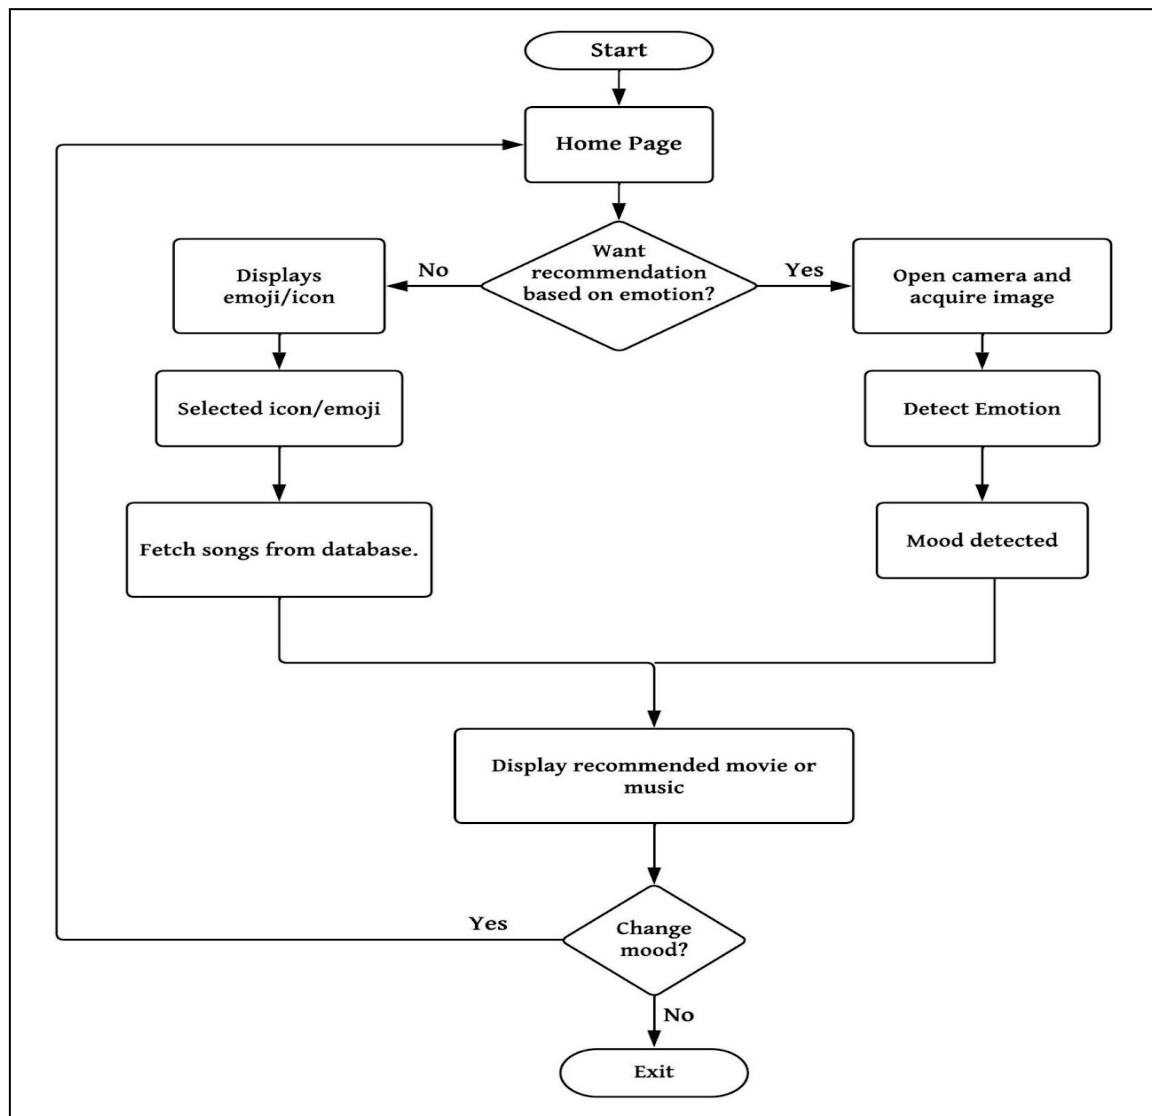 Start
Home Page
Want
recommendation
based on emotion?
No
Yes
Displays
emoji/icon
Open camera and
acquire image
Selected icon/emoji
Detect Emotion
Fetch songs from database.
Mood detected
Display recommended movie or
music
Change
mood?
Yes
No
Exit